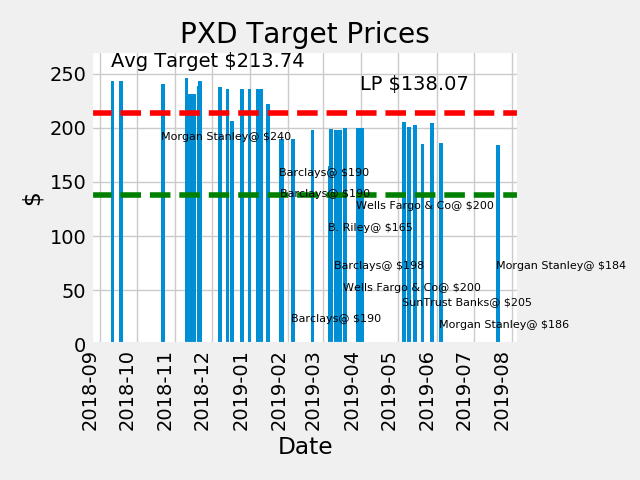 PXD Target Prices
Avg Target $213.74
LP $138.07
250
200
150
100
50
0
$
Morgan Stanley@ $240
Barclays@ $190
Barclays@ $190
Wells Fargo & Co@ $200
B. Riley@ $165
Barclays@ $198
Morgan Stanley@ $184
Wells Fargo & Co@ $200
SunTrust Banks@ $205
Barclays@ $190
Morgan Stanley@ $186
2018-09
2018-10
2018-11
2018-12
2019-01
2019-02
2019-03
2019-04
2019-05
2019-06
2019-07
2019-08
Date